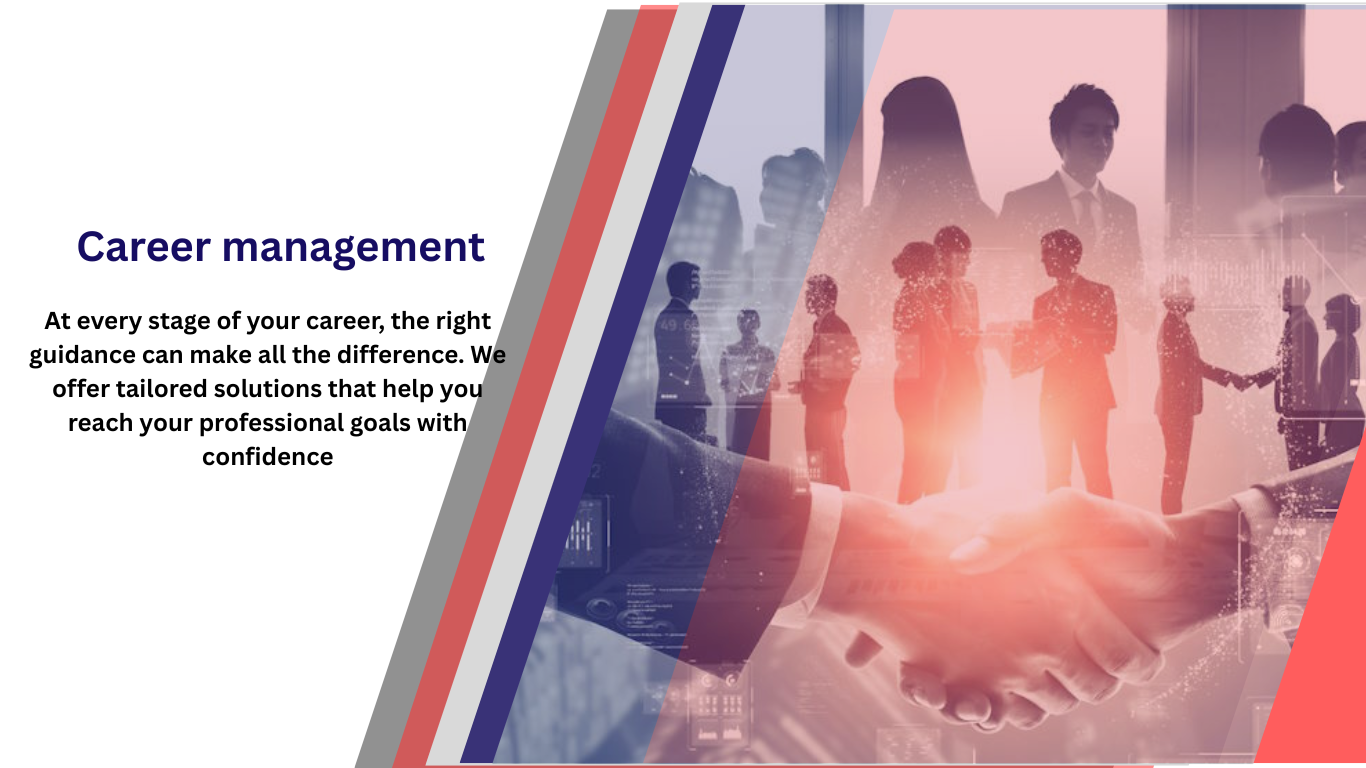 Career management
At every stage of your career, the right
guidance can make all the difference. We
offer tailored solutions that help you
reach your professional goals with
confidence